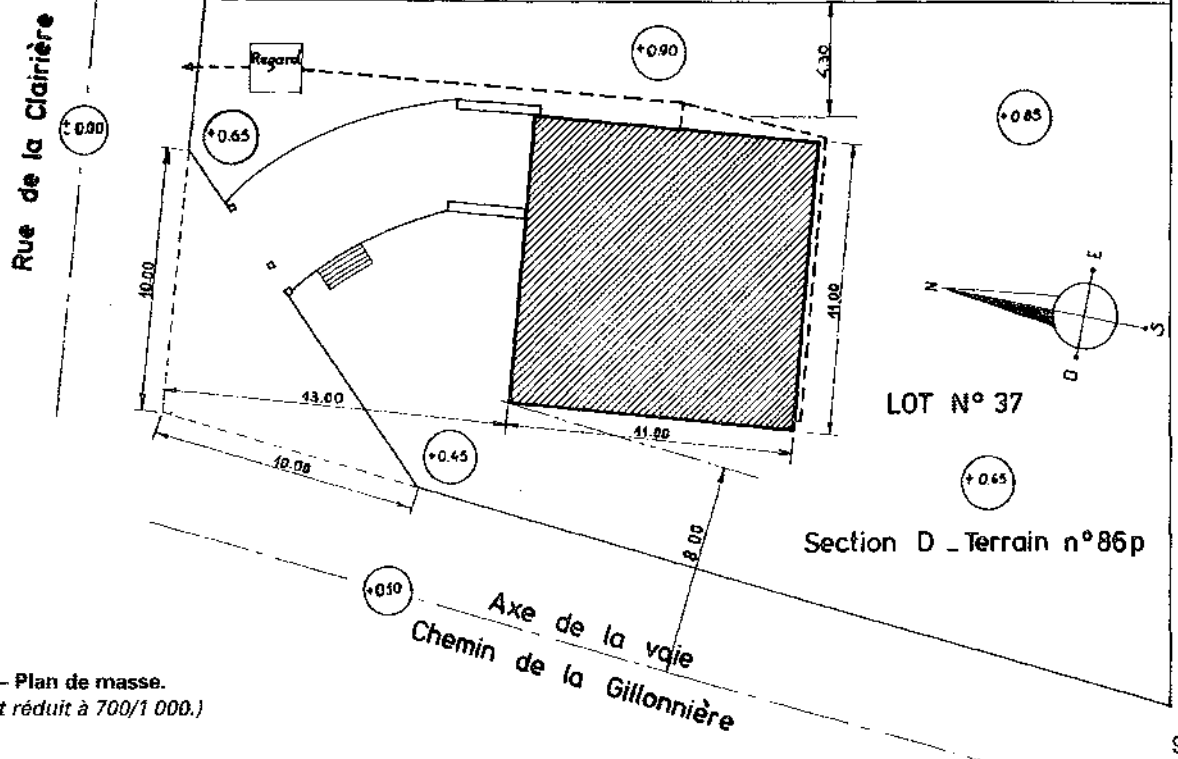 Rue de la Clairière
± 0.00
+0.65
Regard
+0.90
4.30
+0.85
10.00
11.00
N
E
S
O
13.00
11.00
LOT N° 37
10.00
+0.45
+0.65
8.00
Section D _ Terrain n° 86p
+0.10
Axe de la voie
Chemin de la Gillonnière
– Plan de masse.
t réduit à 700/1 000.)